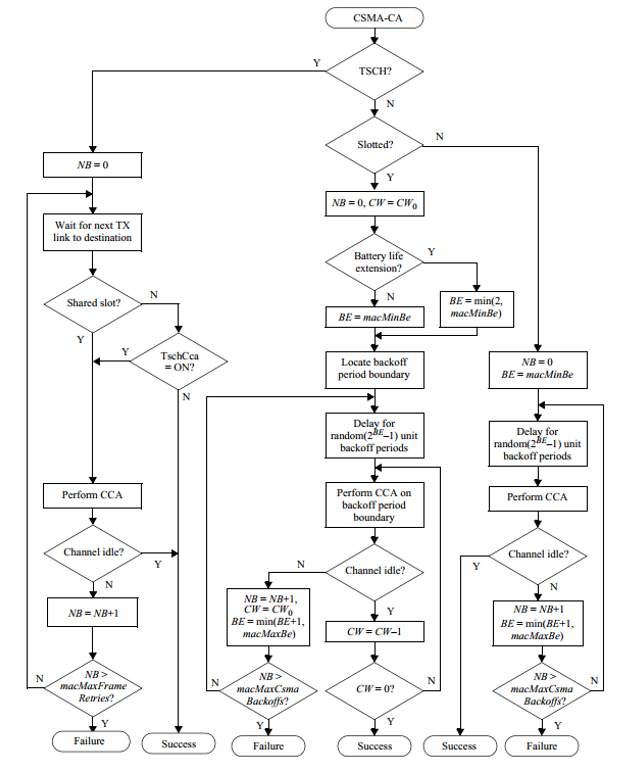 CSMA-CA
TSCH?
Y
N
Slotted?
N
Y
NB = 0
NB = 0, CW = CW0
Wait for next TX
link to destination
Battery life
extension?
Y
N
BE = min(2,
macMinBe)
BE = macMinBe
Shared slot?
N
Y
TschCca
= ON?
Y
N
Locate backoff
period boundary
NB = 0
BE = macMinBe
Delay for
random(2^BE–1) unit
backoff periods
Delay for
random(2^BE–1) unit
backoff periods
Perform CCA
Perform CCA on
backoff period
boundary
Perform CCA
Channel idle?
Y
N
Channel idle?
N
Y
Channel idle?
Y
N
NB = NB+1
NB = NB+1,
CW = CW0
BE = min(BE+1,
macMaxBe)
CW = CW–1
NB = NB+1
BE = min(BE+1,
macMaxBe)
NB >
macMaxFrame
Retries?
N
Y
NB >
macMaxCsma
Backoffs?
N
Y
CW = 0?
N
Y
NB >
macMaxCsma
Backoffs?
N
Y
Failure
Success
Failure
Success
Success
Failure